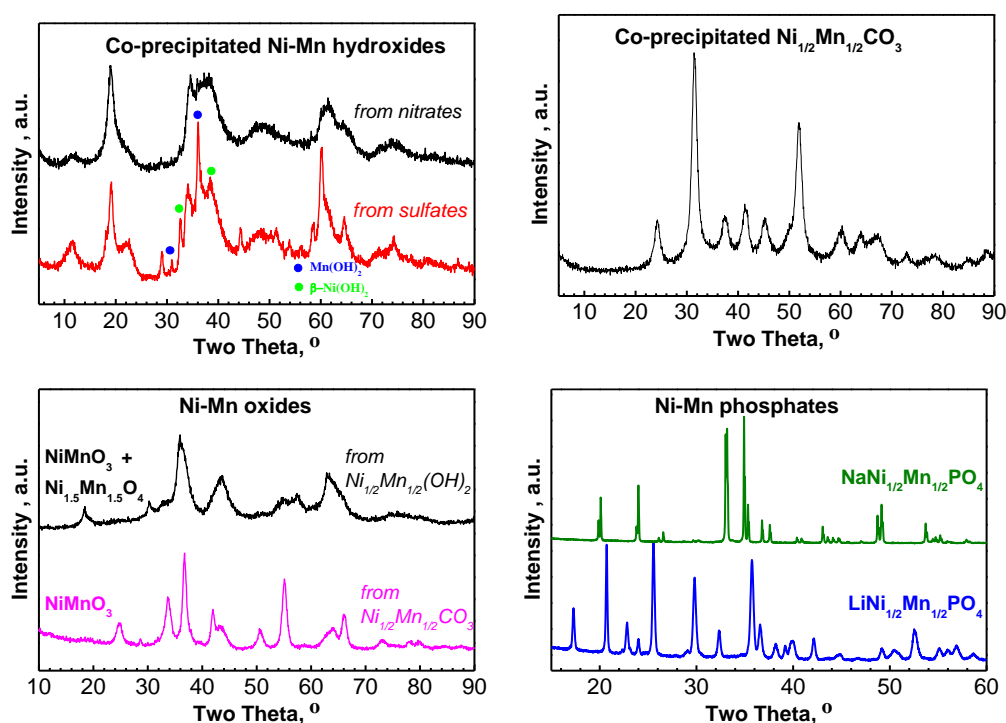 Co-precipitated Ni-Mn hydroxides
Intensity , a.u.
from nitrates
from sulfates
Mn(OH)₂
β–Ni(OH)₂
10 20 30 40 50 60 70 80 90
Two Theta, °
Co-precipitated Ni₁/₂Mn₁/₂CO₃
Intensity , a.u.
10 20 30 40 50 60 70 80 90
Two Theta, °
Ni-Mn oxides
Intensity , a.u.
NiMnO₃ +
Ni₁.₅Mn₁.₅O₄
from
Ni₁/₂Mn₁/₂(OH)₂
NiMnO₃
from
Ni₁/₂Mn₁/₂CO₃
10 20 30 40 50 60 70 80 90
Two Theta, °
Ni-Mn phosphates
Intensity , a.u.
NaNi₁/₂Mn₁/₂PO₄
LiNi₁/₂Mn₁/₂PO₄
20 30 40 50 60
Two Theta, °